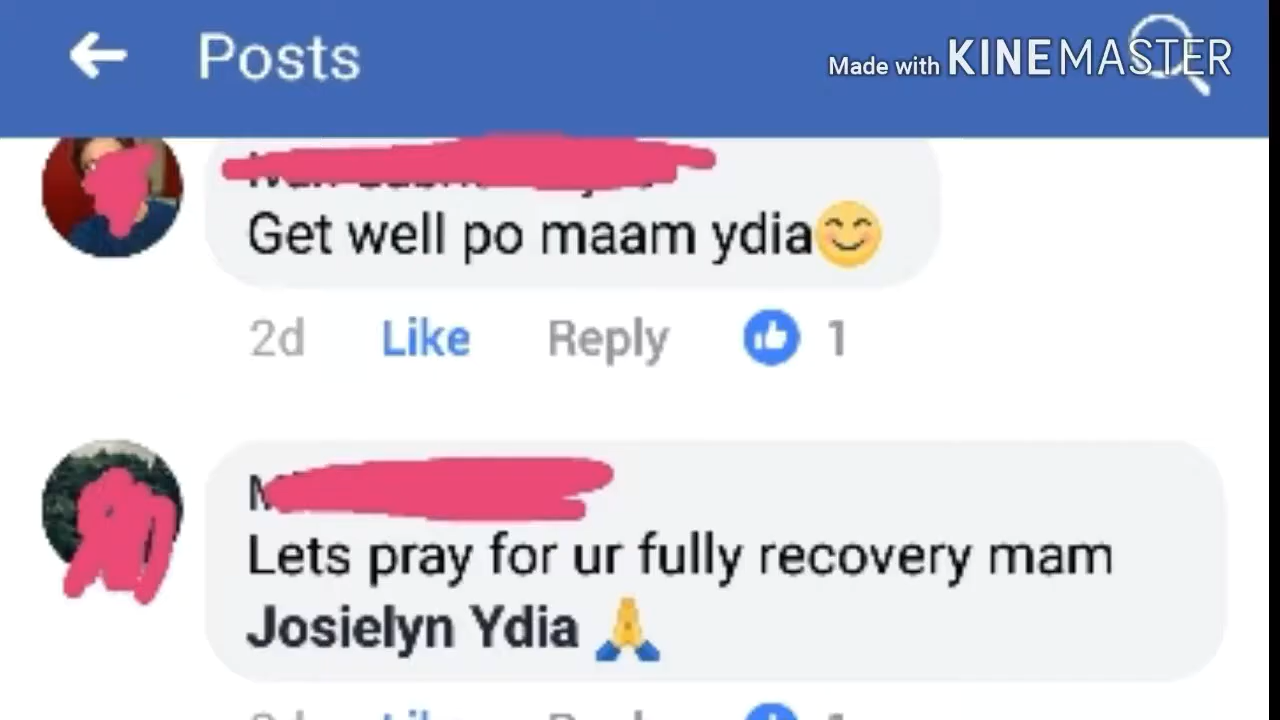 Posts
Made with KINEMASTER
Get well po maam ydia😊
2d Like Reply 1
Lets pray for ur fully recovery mam
Josielyn Ydia 🙏